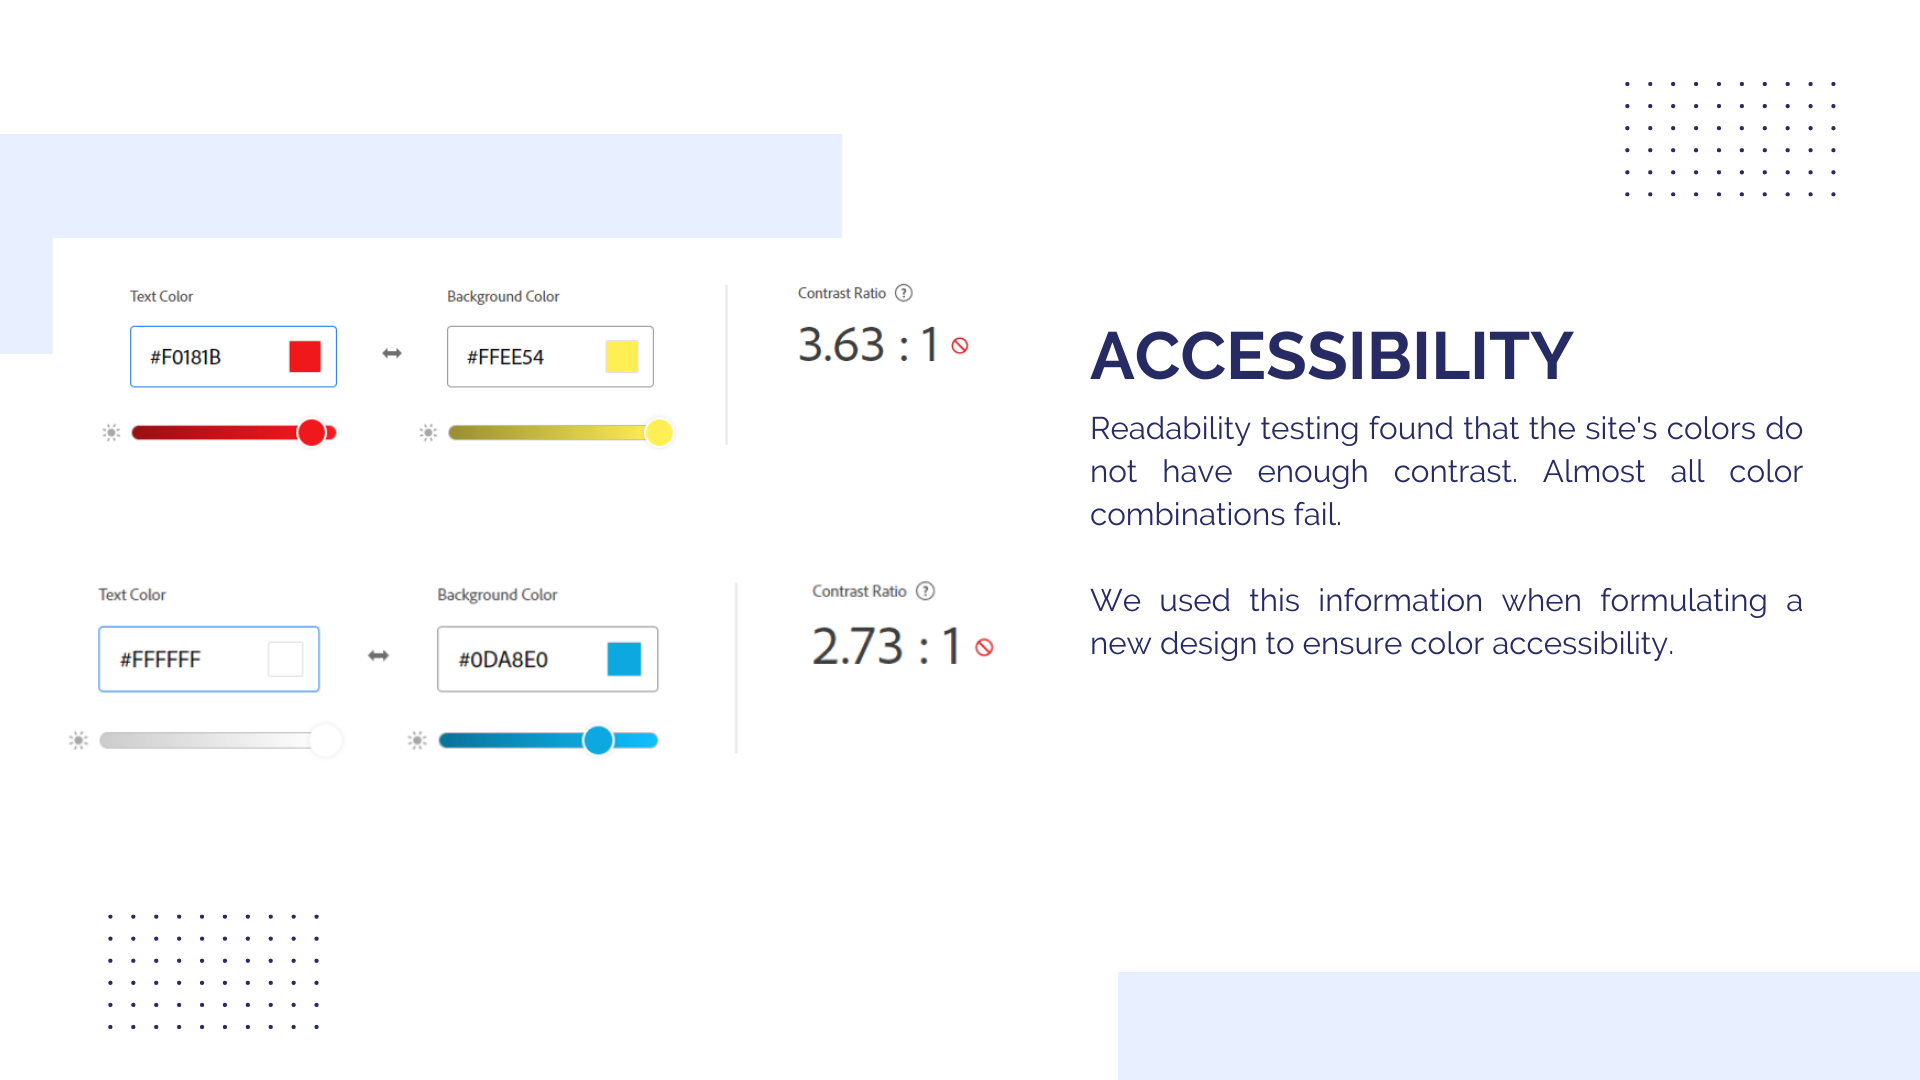 Text Color
Background Color
Contrast Ratio ?
#F0181B
#FFEE54
3.63 : 1
Text Color
Background Color
Contrast Ratio ?
#FFFFFF
#0DA8E0
2.73 : 1
ACCESSIBILITY
Readability testing found that the site's colors do
not have enough contrast. Almost all color
combinations fail.
We used this information when formulating a
new design to ensure color accessibility.